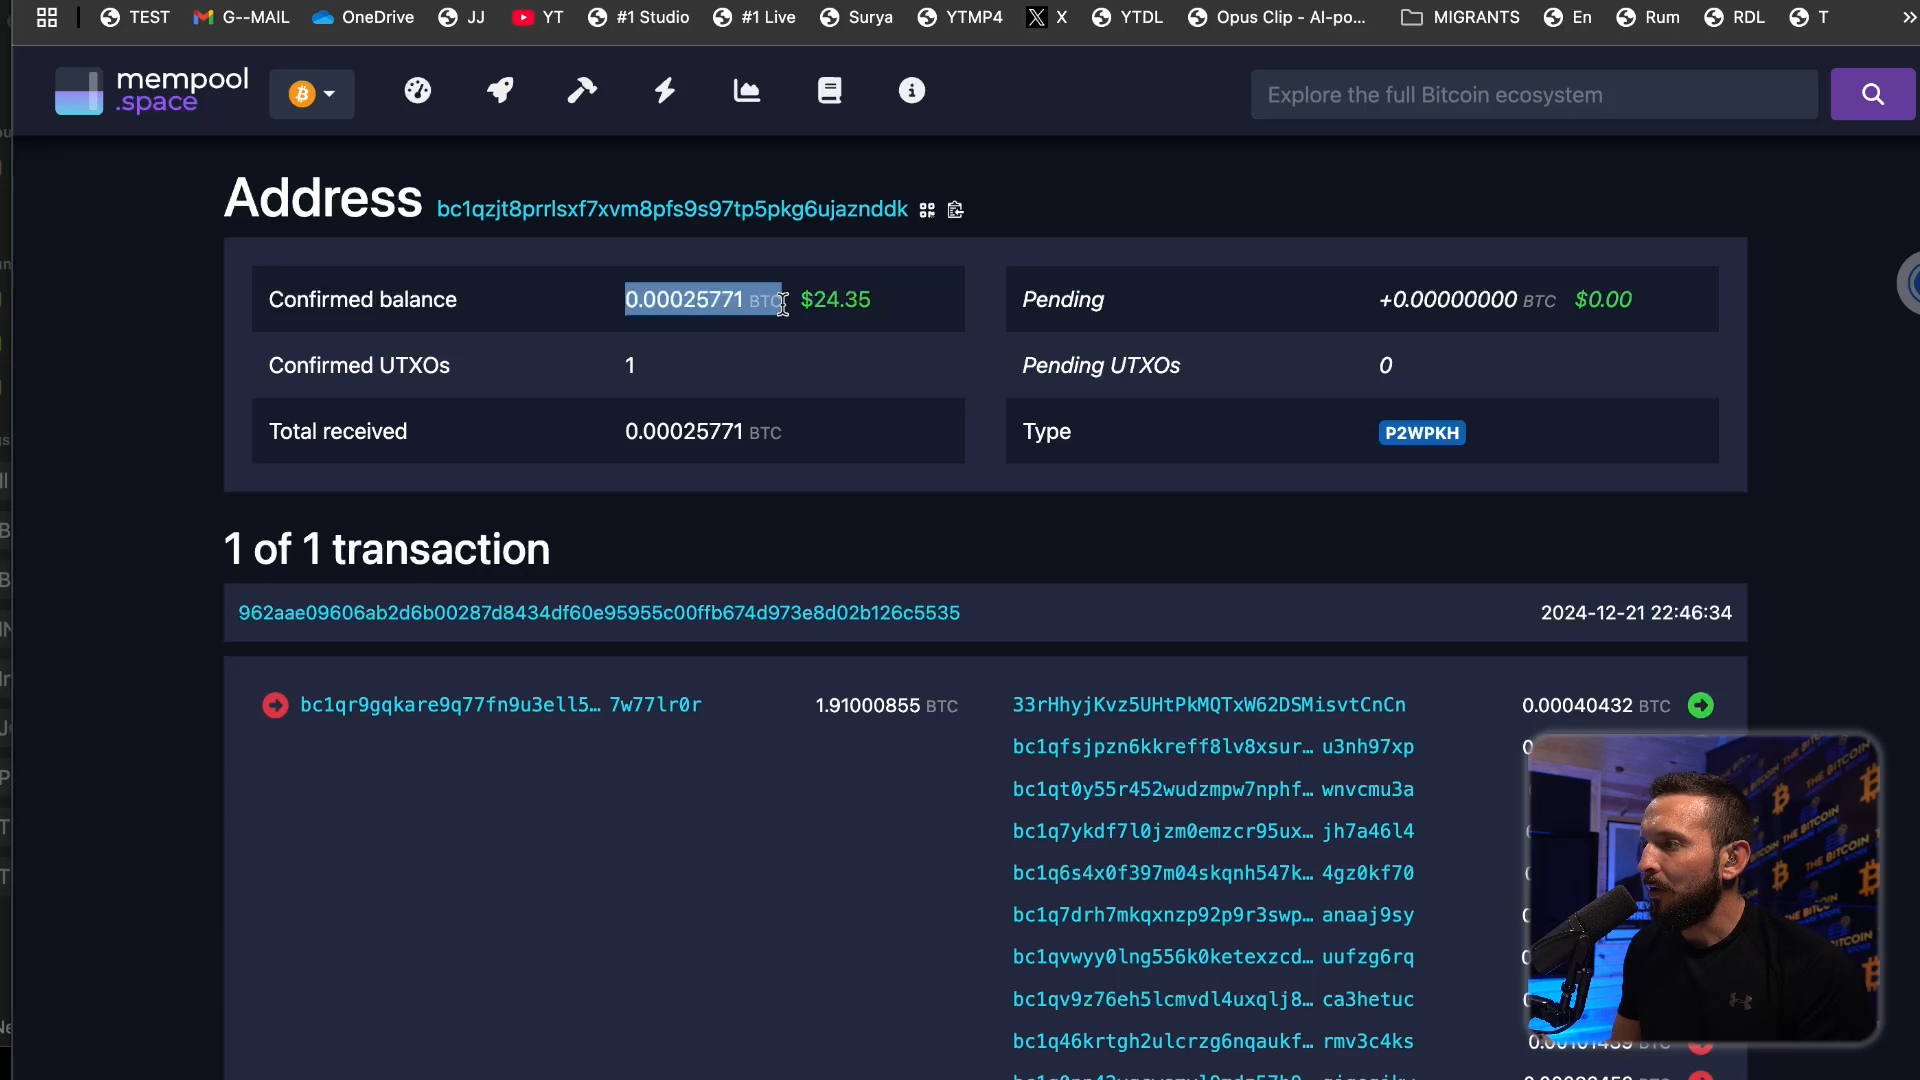 TEST G--MAIL OneDrive JJ YT #1 Studio #1 Live Surya YTMP4 X YTDL Opus Clip - AI-po... MIGRANTS En Rum RDL T »
mempool
.space
Explore the full Bitcoin ecosystem
Address bc1qzjt8prrlsxf7xvm8pfs9s97tp5pkg6ujaznddk
Confirmed balance 0.00025771 BTC $24.35
Pending +0.00000000 BTC $0.00
Confirmed UTXOs 1
Pending UTXOs 0
Total received 0.00025771 BTC
Type P2WPKH
1 of 1 transaction
962aae09606ab2d6b00287d8434df60e95955c00ffb674d973e8d02b126c5535 2024-12-21 22:46:34
bc1qr9gqkare9q77fn9u3ell5... 7w77lr0r 1.91000855 BTC
33rHhyjKvz5UHtPkMQTxW62DSMisvtCnCn 0.00040432 BTC
bc1qfsjpzn6kkreff8lv8xsur... u3nh97xp
bc1qt0y55r452wudzmpw7nphf... wnvcmu3a
bc1q7ykdf7l0jzm0emzcr95ux... jh7a46l4
bc1q6s4x0f397m04skqnh547k... 4gz0kf70
bc1q7drh7mkqxnzp92p9r3swp... anaaj9sy
bc1qvwyy0lng556k0ketexzcd... uufzg6rq
bc1qv9z76eh5lcmvdl4uxqlj8... ca3hetuc
bc1q46krtgh2ulcrzg6nqaukf... rmv3c4ks
THE BITCOIN